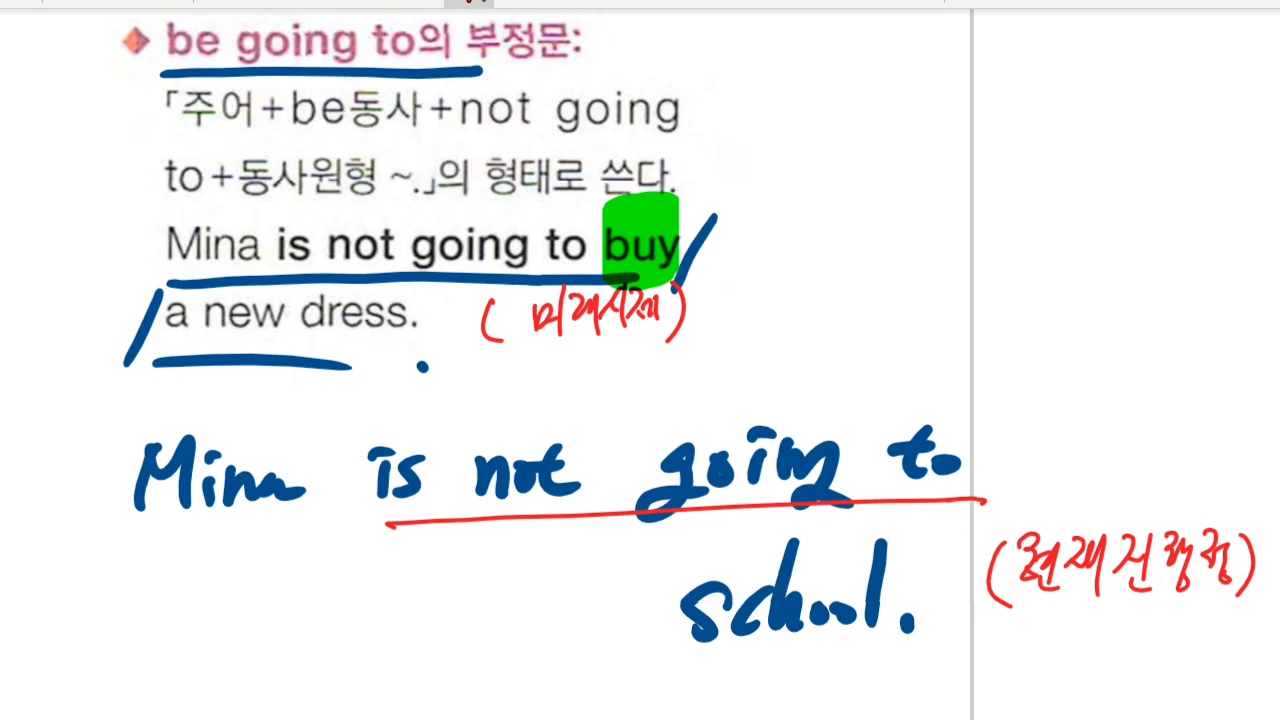 ◆ be going to의 부정문:
「주어+be동사+not going
to+동사원형 ~.」의 형태로 쓴다.
Mina is not going to buy
a new dress. (미래시제)
Mina is not going to
school.
(현재진행형)